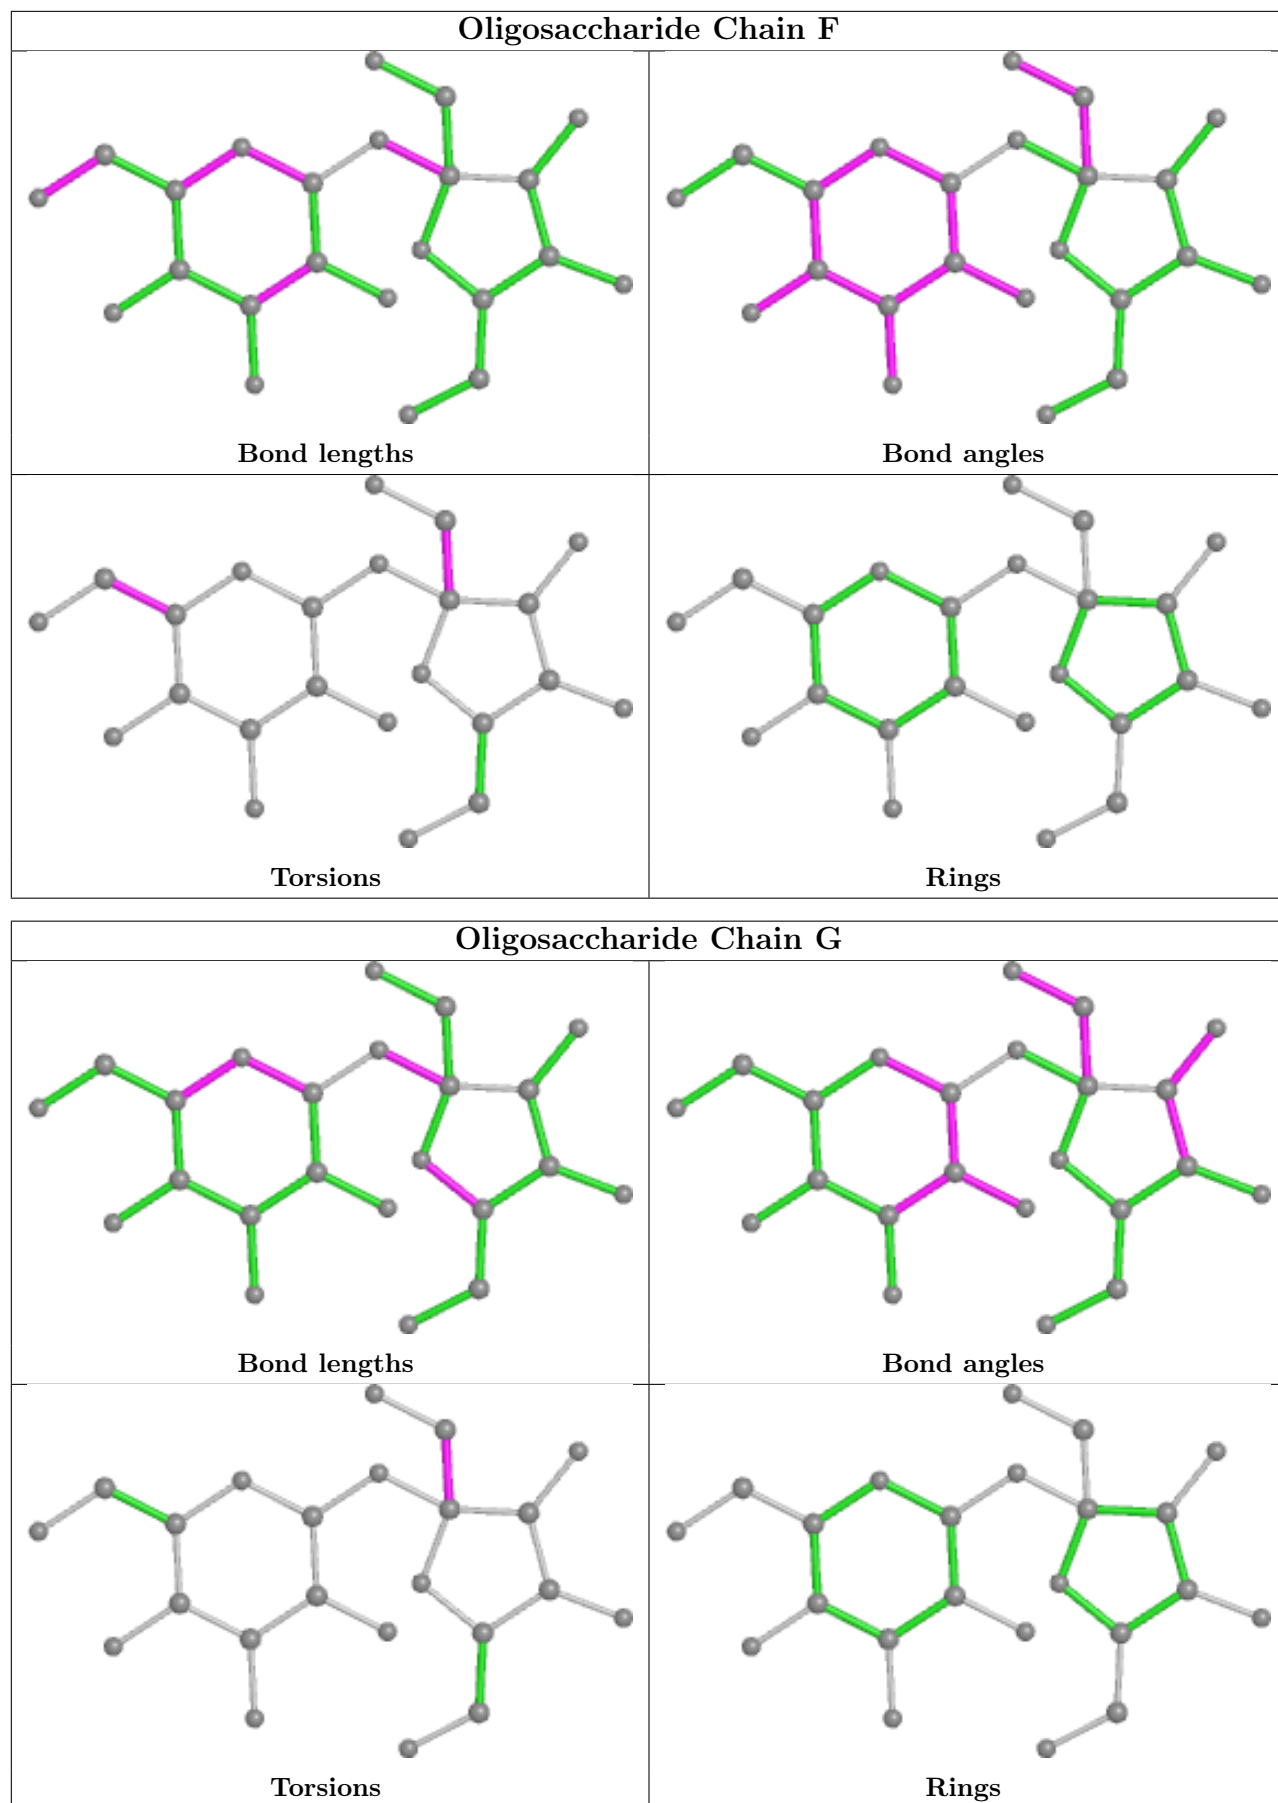 Oligosaccharide Chain F
Bond lengths
Bond angles
Torsions
Rings
Oligosaccharide Chain G
Bond lengths
Bond angles
Torsions
Rings